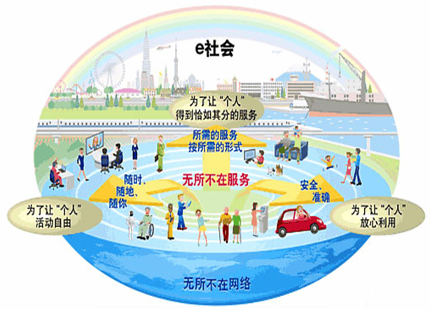 e社会
为了让“个人”
得到恰如其分的服务
所需的服务
按所需的形式
无所不在服务
随时、
随地、
随你
安全、
准确
为了让“个人”
活动自由
为了让“个人”
放心利用
无所不在网络